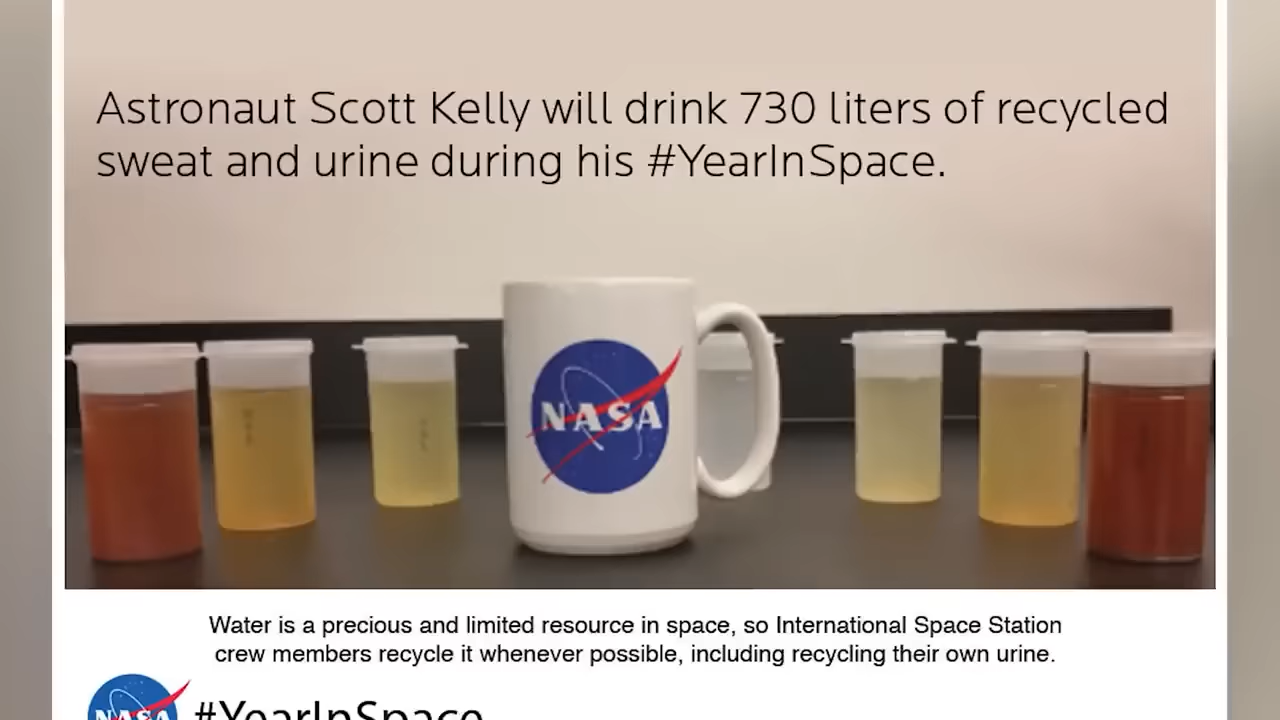 Astronaut Scott Kelly will drink 730 liters of recycled
sweat and urine during his #YearInSpace.
NASA
Water is a precious and limited resource in space, so International Space Station
crew members recycle it whenever possible, including recycling their own urine.
NASA
#YearInSpace